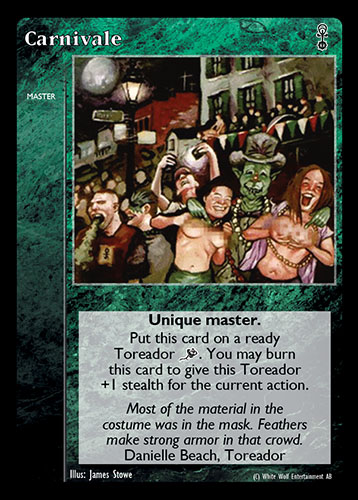 Carnivale
MASTER
Unique master.
Put this card on a ready
Toreador . You may burn
this card to give this Toreador
+1 stealth for the current action.
Most of the material in the
costume was in the mask. Feathers
make strong armor in that crowd.
Danielle Beach, Toreador
Illus: James Stowe
(C) White Wolf Entertainment AB